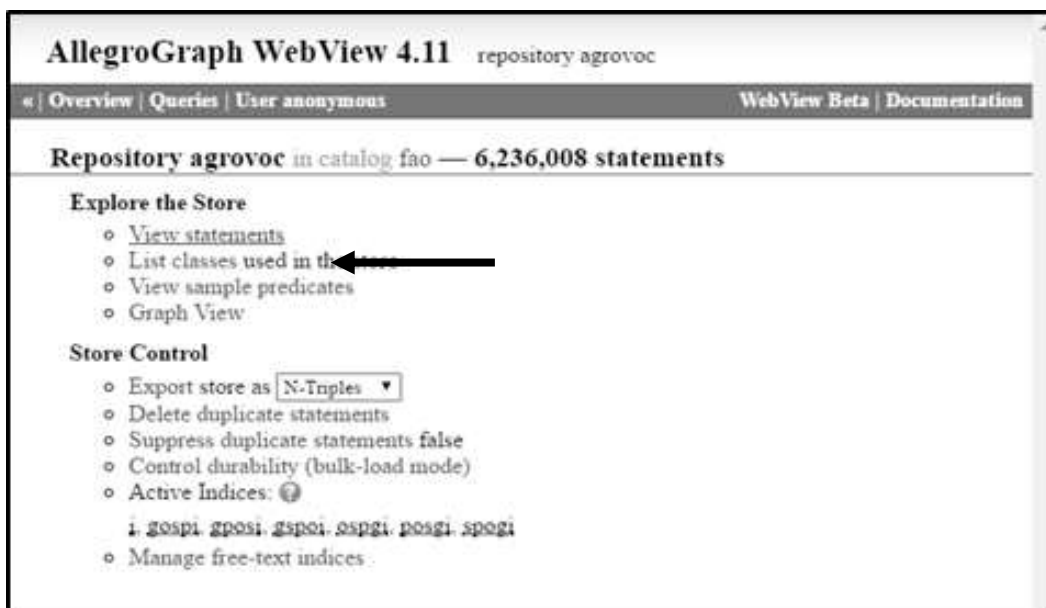 AllegroGraph WebView 4.11 repository agrovoc
« | Overview | Queries | User anonymous WebView Beta | Documentation
Repository agrovoc in catalog fao — 6,236,008 statements
Explore the Store
View statements
List classes used in
View sample predicates
Graph View
Store Control
Export store as N-Triples
Delete duplicate statements
Suppress duplicate statements false
Control durability (bulk-load mode)
Active Indices: ?
i, gospi, gposi, gspoi, ospgi, posgi, spogi
Manage free-text indices